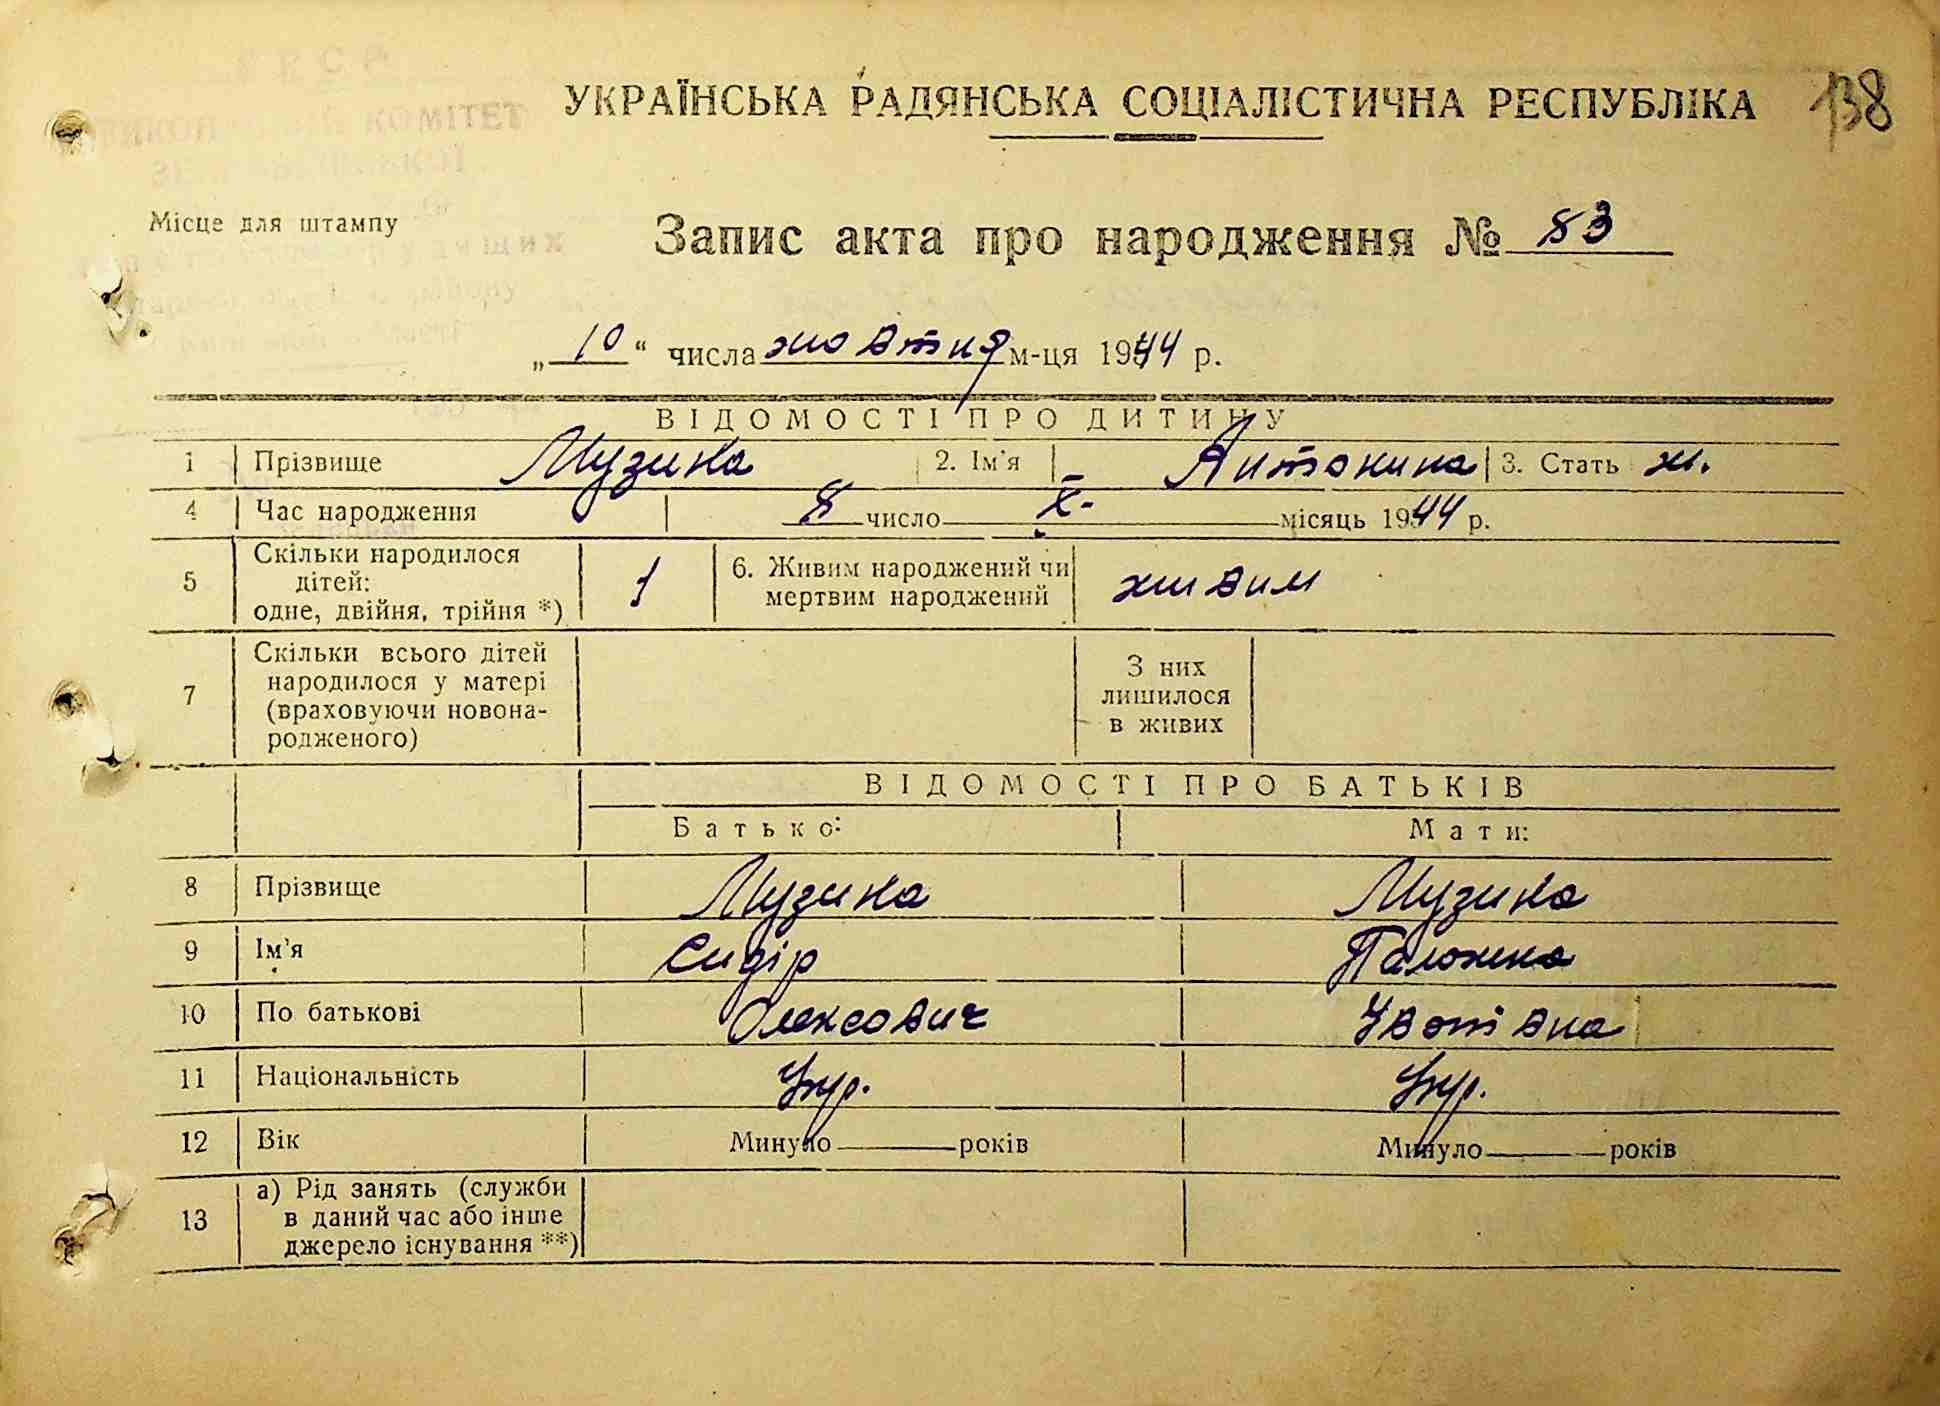 УКРАЇНСЬКА РАДЯНСЬКА СОЦІАЛІСТИЧНА РЕСПУБЛІКА 138
Місце для штампу
Запис акта про народження № 83
„ 10 “ числа жовтня м-ця 1944 р.
ВІДОМОСТІ ПРО ДИТИНУ
1 Прізвище Музика 2. Ім'я Антоніна 3. Стать ж.
4 Час народження 8 число X. місяць 1944 р.
5 Скільки народилося дітей: одне, двійня, трійня *) 1 6. Живим народжений чи мертвим народжений живим
7 Скільки всього дітей народилося у матері (враховуючи новонародженого) З них лишилося в живих
ВІДОМОСТІ ПРО БАТЬКІВ
Батько: Мати:
8 Прізвище Музика Музика
9 Ім'я Сидір
10 По батькові Олексович
11 Національність Укр. Укр.
12 Вік Минуло років Минуло років
13 а) Рід занять (служби в даний час або інше джерело існування **)